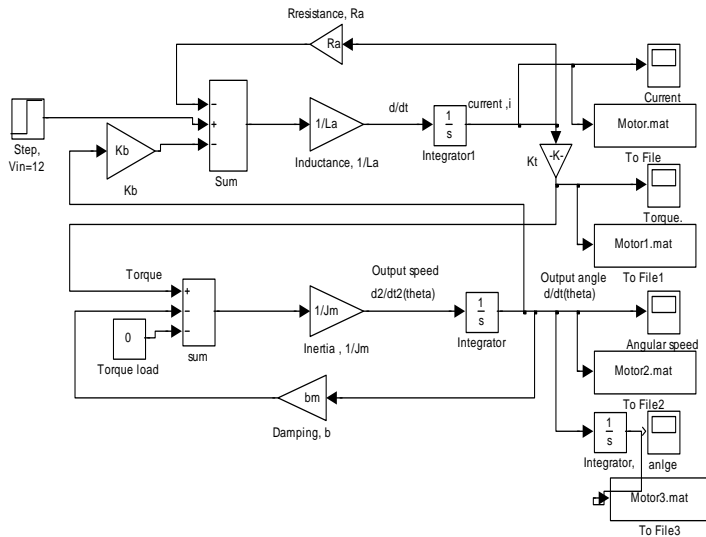 Rresistance, Ra
Ra
Step,
Vin=12
Kb
Kb
−
+
−
Sum
1/La
Inductance, 1/La
d/dt
1
s
Integrator1
current ,i
Kt
-K-
Current
Motor.mat
To File
Torque.
Motor1.mat
To File1
Torque
+
−
−
sum
0
Torque load
1/Jm
Inertia , 1/Jm
Output speed
d2/dt2(theta)
1
s
Integrator
Output angle
d/dt(theta)
Angular speed
Motor2.mat
To File2
bm
Damping, b
1
s
Integrator,
anlge
Motor3.mat
To File3